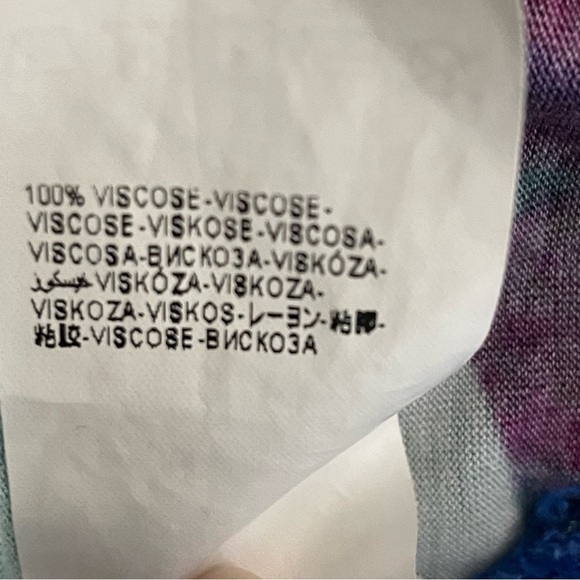 100% VISCOSE-VISCOSE-
VISCOSE-VISKOSE-VISCOSA-
VISCOSA-ВИСКОЗА-VISKÓZA-
فيسكوز-VISKÓZA-VISKOZA-
VISKOZA-VISKOS-レーヨン-粘膠-
粘胶-VISCOSE-ВИСКОЗА